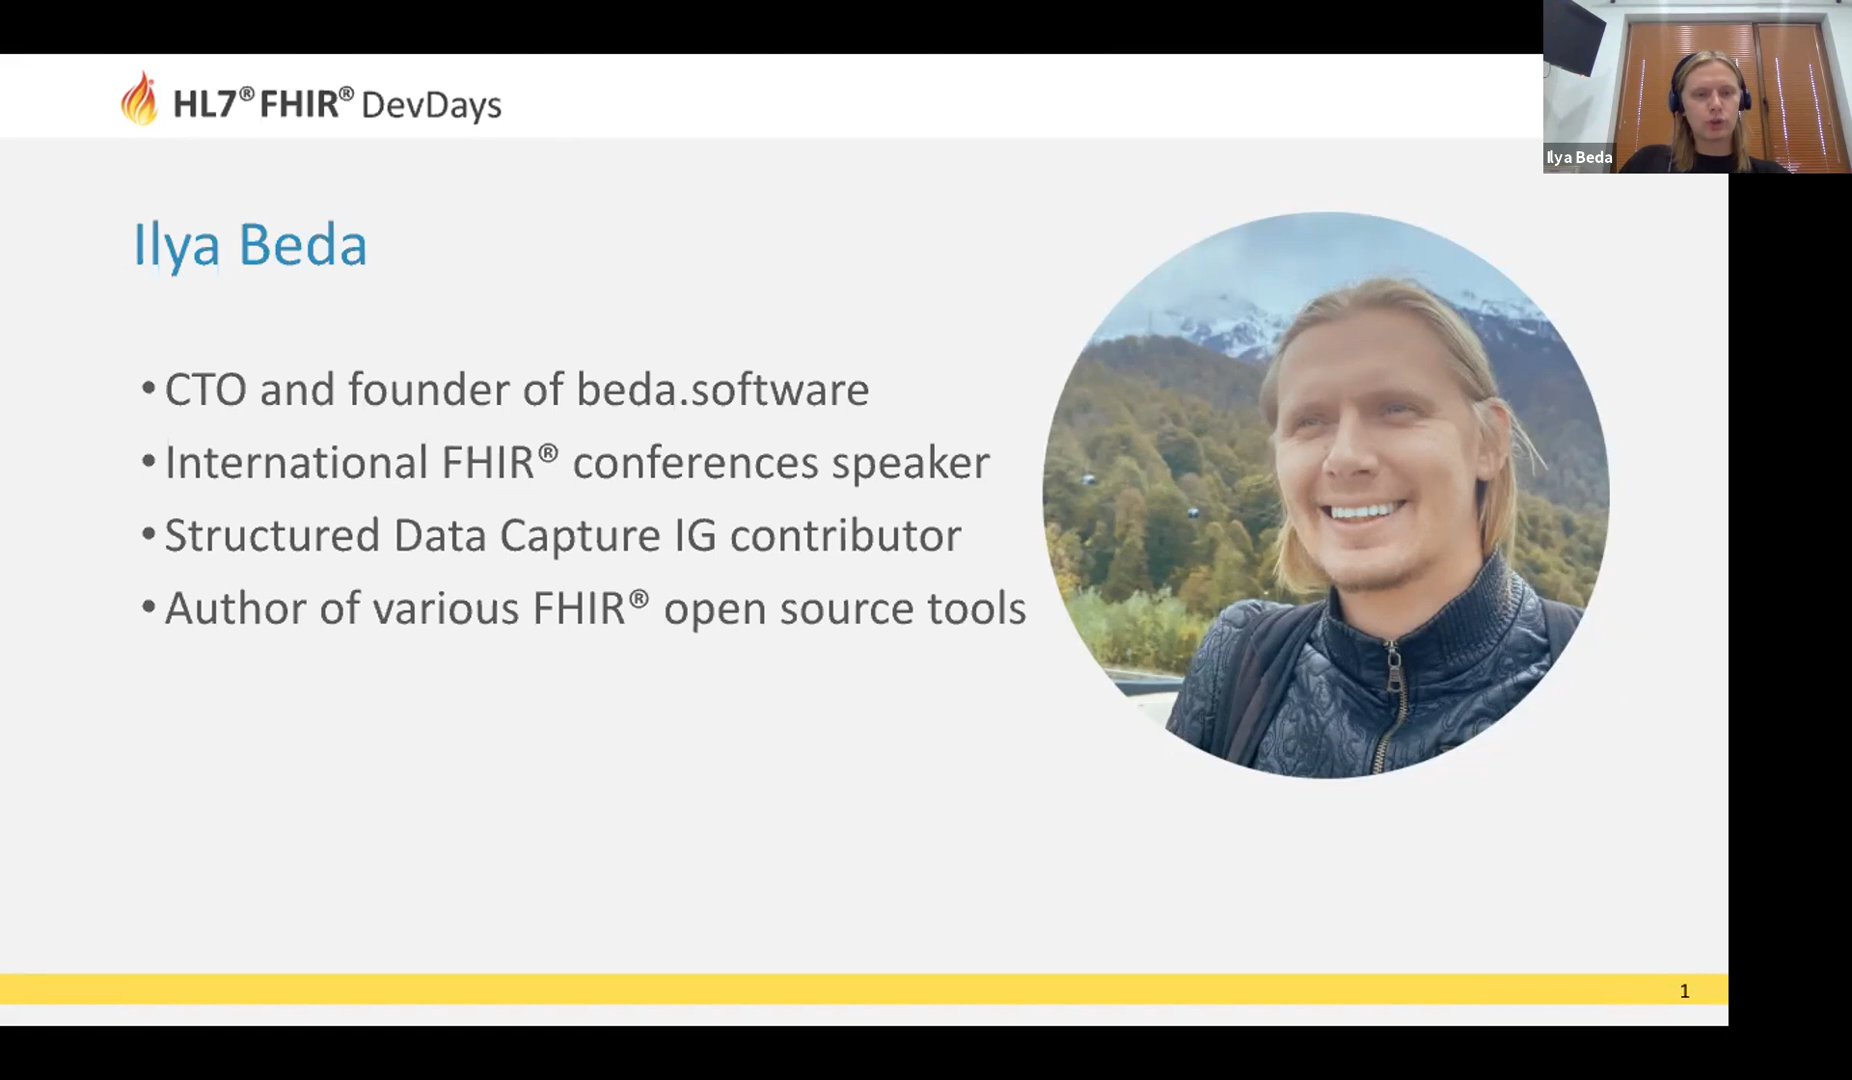 HL7® FHIR® DevDays
Ilya Beda
Ilya Beda
• CTO and founder of beda.software
• International FHIR® conferences speaker
• Structured Data Capture IG contributor
• Author of various FHIR® open source tools
1